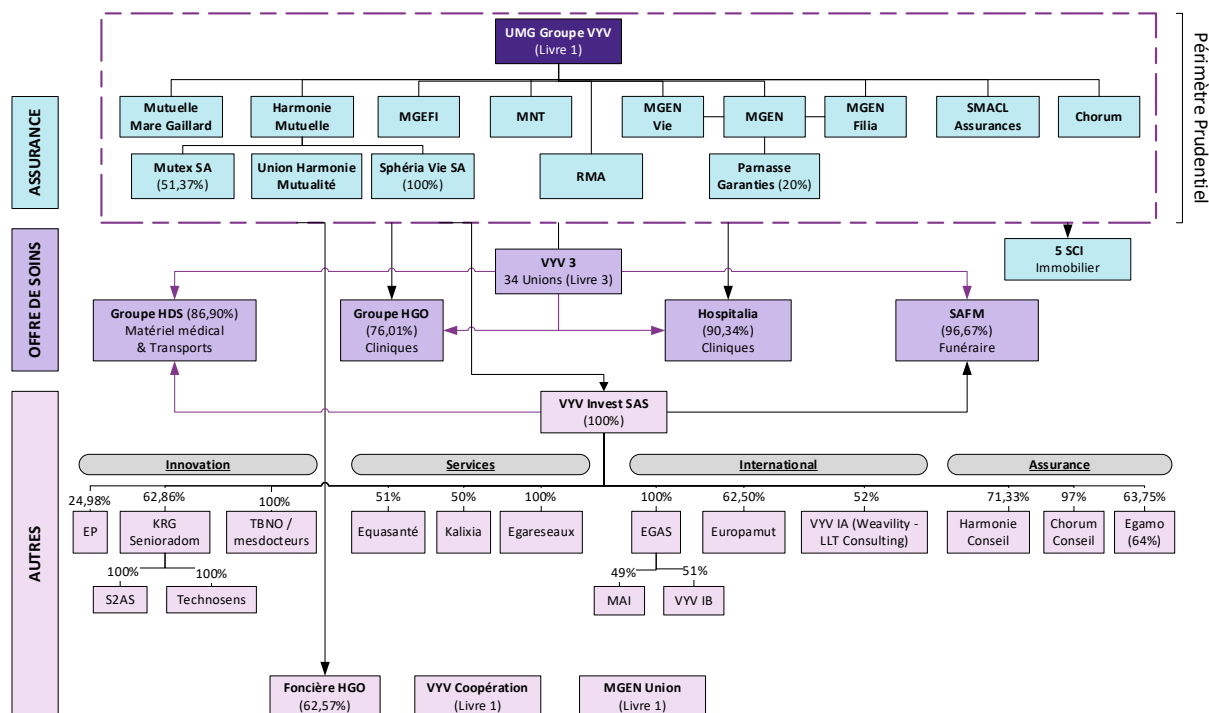 UMG Groupe VYV
(Livre 1)
Périmètre Prudentiel
ASSURANCE
Mutuelle
Mare Gaillard
Harmonie
Mutuelle
MGEFI
MNT
MGEN
Vie
MGEN
MGEN
Filia
SMACL
Assurances
Chorum
Mutex SA
(51,37%)
Union Harmonie
Mutualité
Sphéria Vie SA
(100%)
RMA
Parnasse
Garanties (20%)
OFFRE DE SOINS
VYV 3
34 Unions (Livre 3)
5 SCI
Immobilier
Groupe HDS (86,90%)
Matériel médical
& Transports
Groupe HGO
(76,01%)
Cliniques
Hospitalia
(90,34%)
Cliniques
SAFM
(96,67%)
Funéraire
AUTRES
VYV Invest SAS
(100%)
Innovation
Services
International
Assurance
24,98%
62,86%
100%
51%
50%
100%
100%
62,50%
52%
71,33%
97%
63,75%
EP
KRG
Senioradom
TBNO /
mesdocteurs
Equasanté
Kalixia
Egareseaux
EGAS
Europamut
VYV IA (Weavility -
LLT Consulting)
Harmonie
Conseil
Chorum
Conseil
Egamo
(64%)
100%
100%
49%
51%
S2AS
Technosens
MAI
VYV IB
Foncière HGO
(62,57%)
VYV Coopération
(Livre 1)
MGEN Union
(Livre 1)